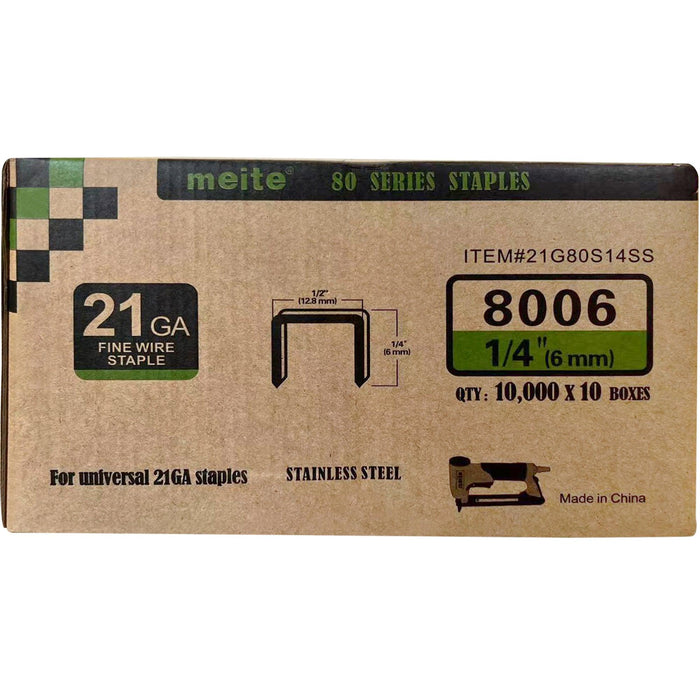 meite® 80 SERIES STAPLES
ITEM#21G80S14SS
21 GA
FINE WIRE
STAPLE
1/2"
(12.8 mm)
1/4"
(6 mm)
8006
1/4" (6 mm)
QTY: 10,000 X 10 BOXES
For universal 21GA staples
STAINLESS STEEL
Made in China